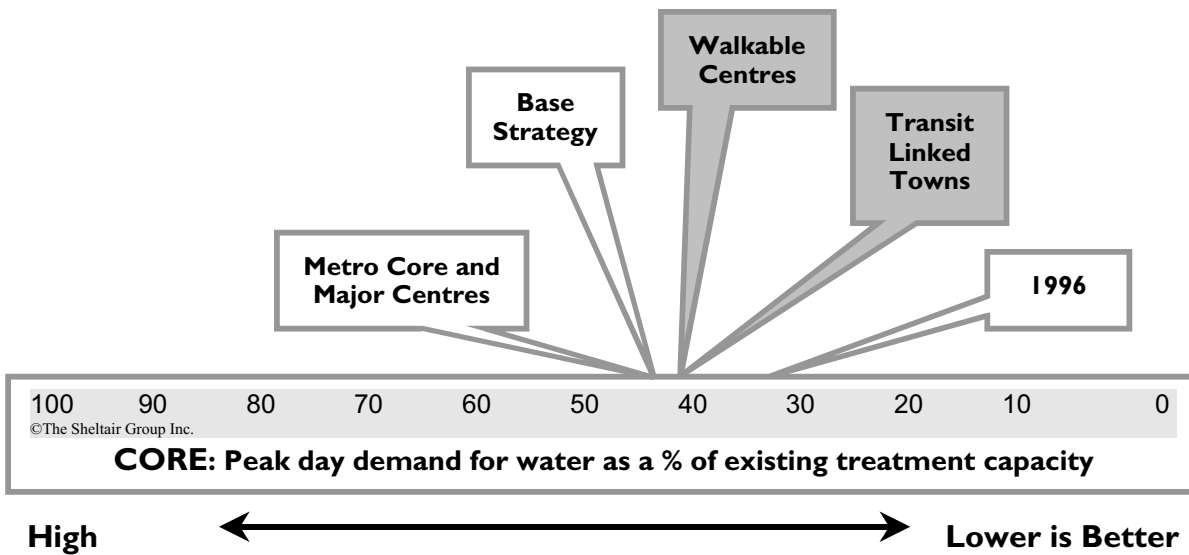 Walkable
Centres
Base
Strategy
Transit
Linked
Towns
Metro Core and
Major Centres
1996
100 90 80 70 60 50 40 30 20 10 0
©The Sheltair Group Inc.
CORE: Peak day demand for water as a % of existing treatment capacity
High Lower is Better